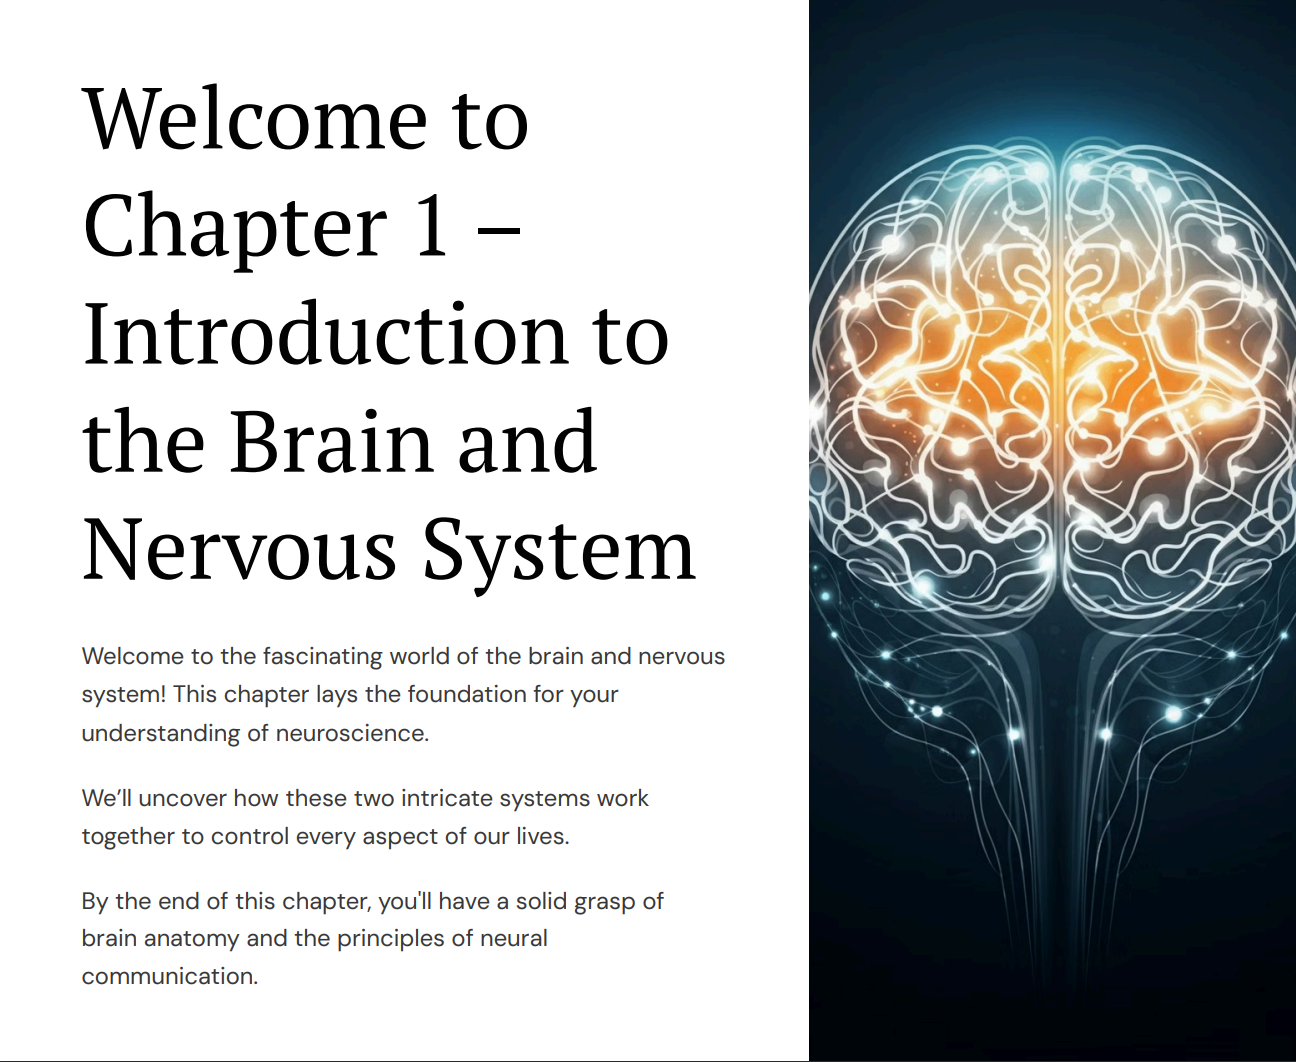 Welcome to
Chapter 1 –
Introduction to
the Brain and
Nervous System
Welcome to the fascinating world of the brain and nervous
system! This chapter lays the foundation for your
understanding of neuroscience.
We’ll uncover how these two intricate systems work
together to control every aspect of our lives.
By the end of this chapter, you'll have a solid grasp of
brain anatomy and the principles of neural
communication.